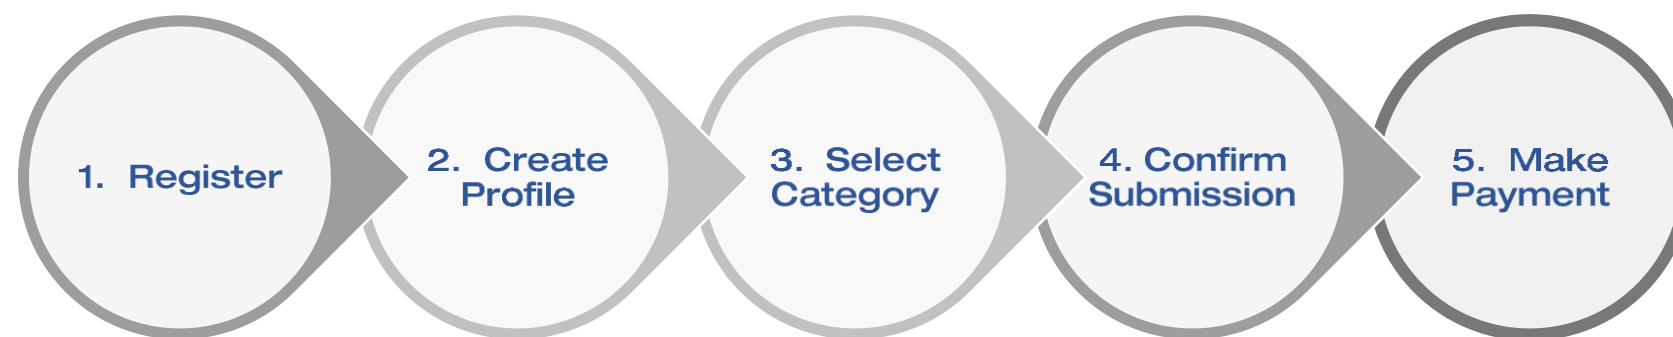 1. Register
2. Create
Profile
3. Select
Category
4. Confirm
Submission
5. Make
Payment